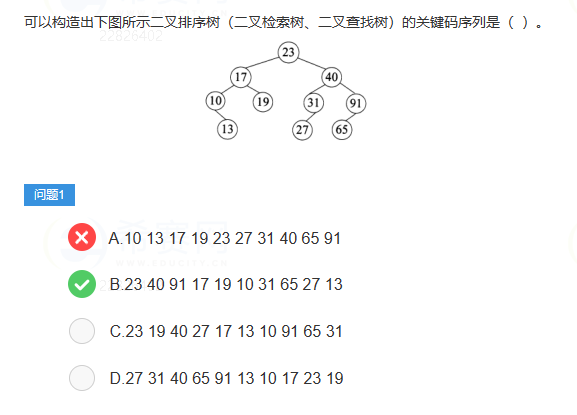 可以构造出下图所示二叉排序树（二叉检索树、二叉查找树）的关键码序列是（ ）。
23
17 40
10 19 31 91
13 27 65
问题1
A.10 13 17 19 23 27 31 40 65 91
B.23 40 91 17 19 10 31 65 27 13
C.23 19 40 27 17 13 10 91 65 31
D.27 31 40 65 91 13 10 17 23 19